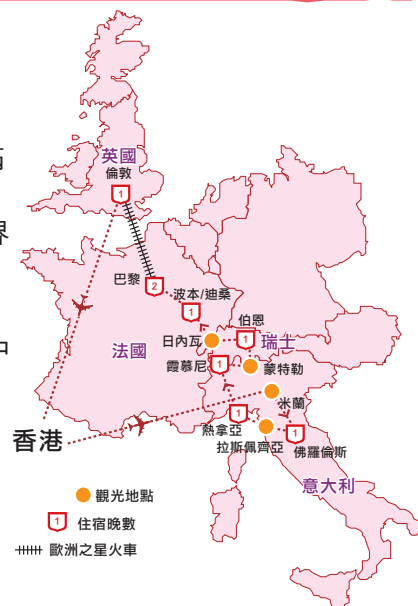 英國
倫敦
1
界
巴黎
2
波本/迪桑
1
伯恩
1
瑞士
日內瓦
法國
霞慕尼
1
蒙特勒
米蘭
香港
1
熱拿亞
拉斯佩齊亞
1
佛羅倫斯
意大利
觀光地點
1 住宿晚數
歐洲之星火車